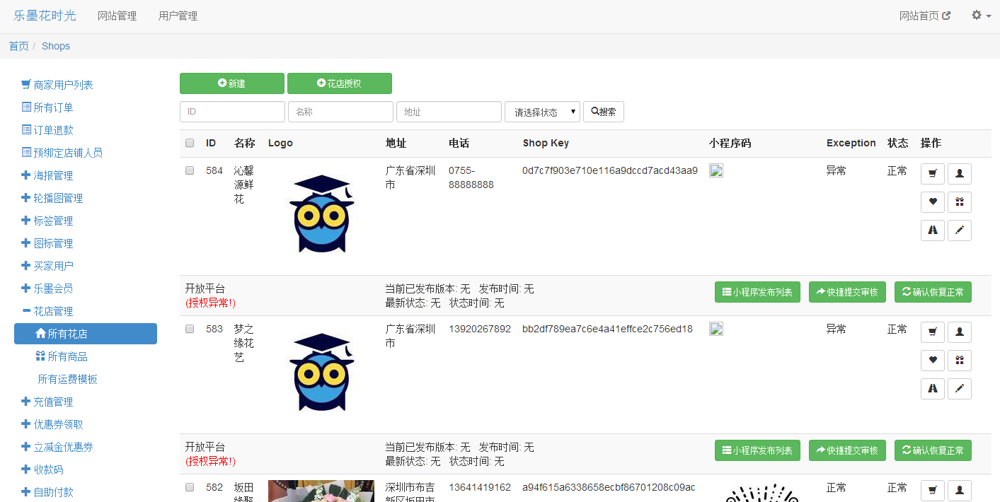 乐墨花时光 网站管理 用户管理 网站首页
首页 / Shops
商家用户列表
所有订单
订单退款
预绑定店铺人员
海报管理
轮播图管理
标签管理
图标管理
买家用户
乐墨会员
花店管理
所有花店
所有商品
所有运费模板
充值管理
优惠券领取
立减金优惠券
收款码
自助付款
新建 花店授权
ID 名称 地址 请选择状态 搜索
ID 名称 Logo 地址 电话 Shop Key 小程序码 Exception 状态 操作
584 沁馨 广东省深圳 0755- 0d7c7f903e710e116a9dccd7acd43aa9 异常 正常
源鲜 市 88888888
花
开放平台 当前已发布版本: 无 发布时间: 无 小程序发布列表 快捷提交审核 确认恢复正常
(授权异常!) 最新状态: 无 状态时间: 无
583 梦之 广东省深圳 13920267892 bb2df789ea7c6e4a41effce2c756ed18 异常 正常
缘花 市
艺
开放平台 当前已发布版本: 无 发布时间: 无 小程序发布列表 快捷提交审核 确认恢复正常
(授权异常!) 最新状态: 无 状态时间: 无
582 坂田 深圳市布吉 13641419162 a94f615a6338658ecbf86701208c09ac 正常 正常